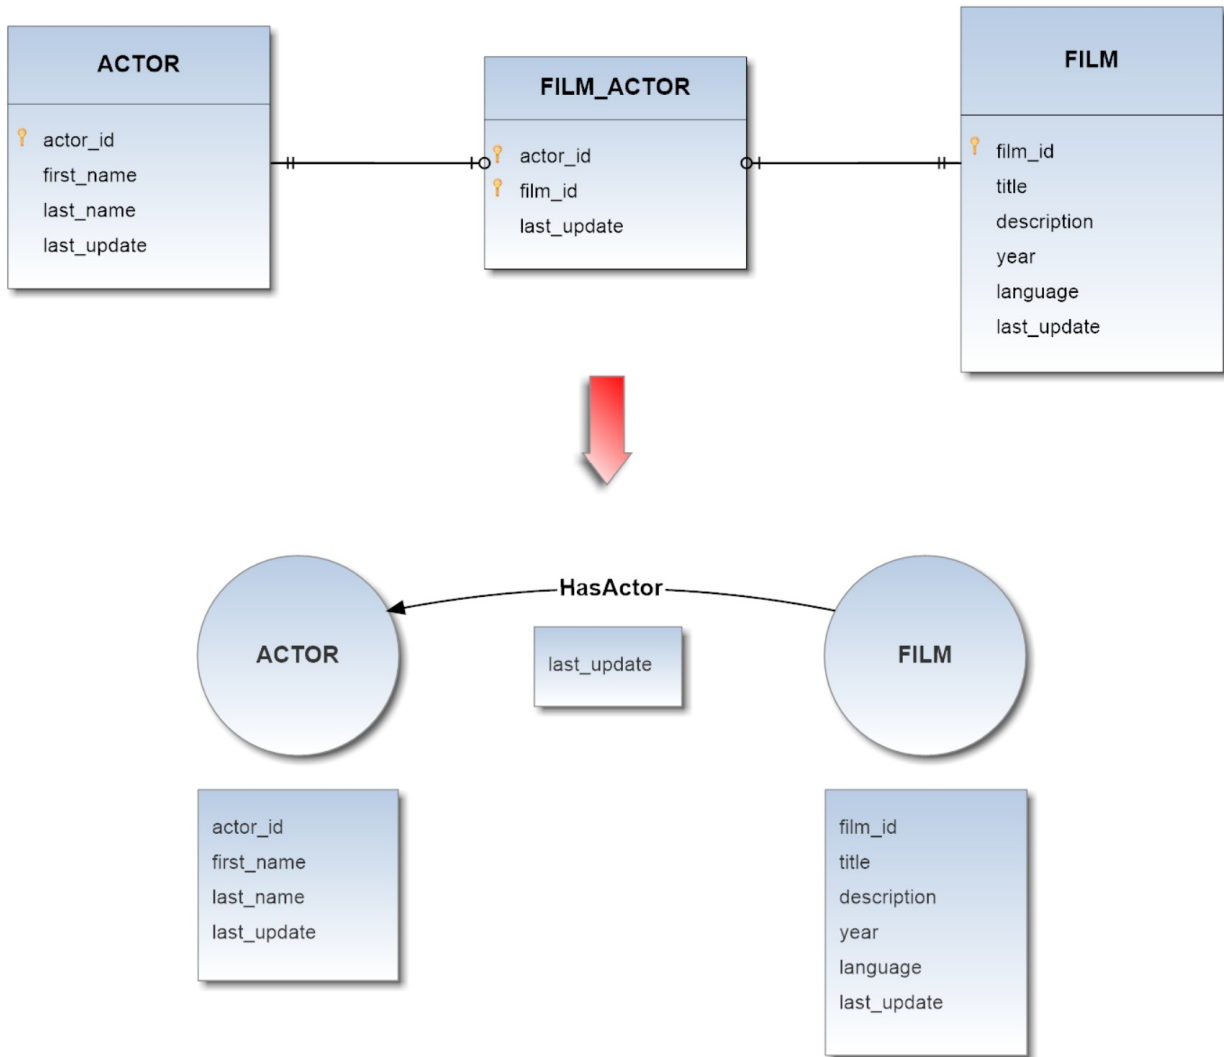 ACTOR
actor_id
first_name
last_name
last_update
FILM_ACTOR
actor_id
film_id
last_update
FILM
film_id
title
description
year
language
last_update
HasActor
ACTOR
last_update
FILM
actor_id
first_name
last_name
last_update
film_id
title
description
year
language
last_update